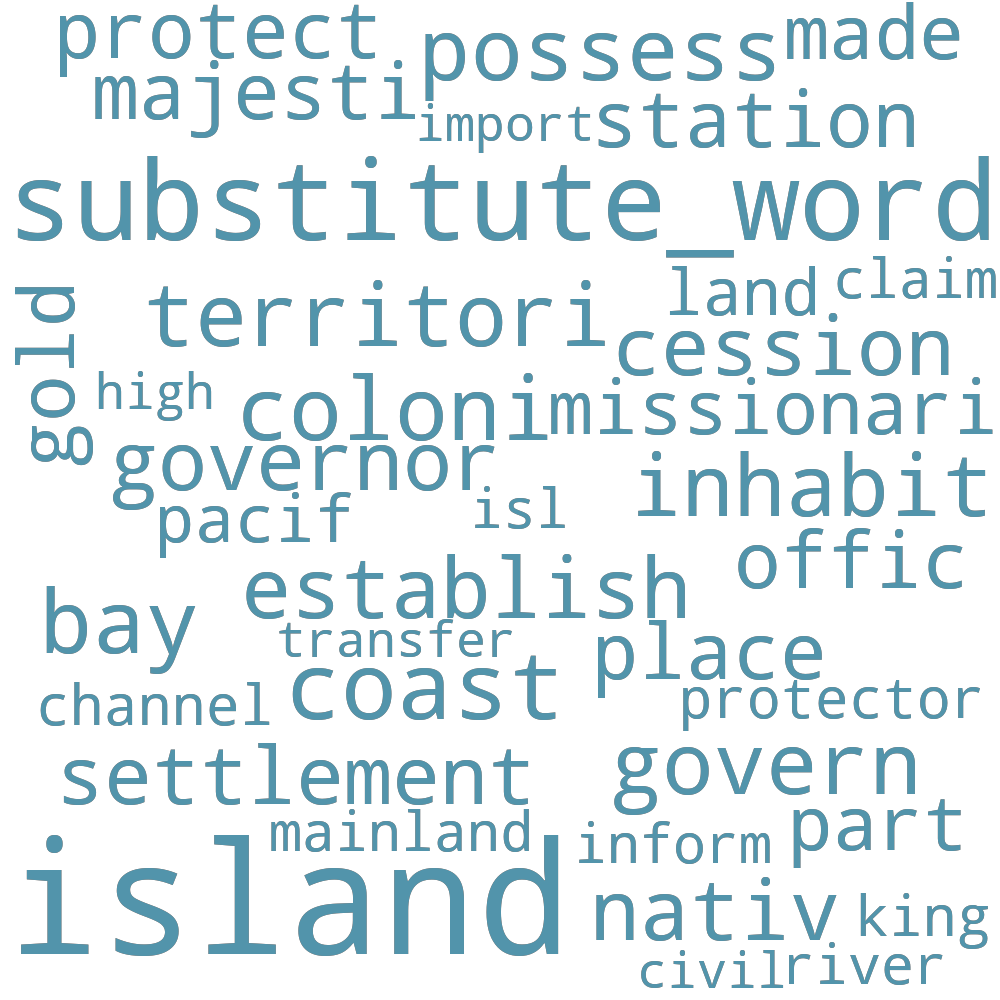 protect
possess
made
majesti
import
station
substitute_word
gold
territori
land
claim
cession
high
coloni
missionari
governor
inhabit
pacif
isl
offic
establish
bay
transfer
place
channel
coast
protector
settlement
govern
mainland
inform
part
island
nativ
king
civil
river